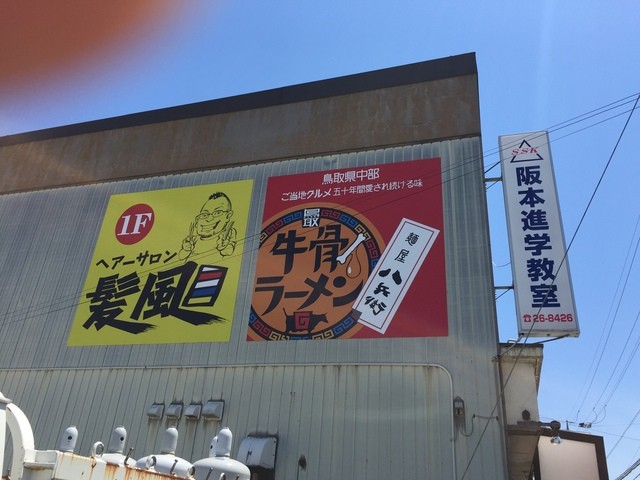 1F
ヘアーサロン
髪風
鳥取県中部
ご当地グルメ 五十年間愛され続ける味
鳥取
牛骨
ラーメン
麺屋
八兵衛
S.S.K
阪本進学教室
☎26-8426